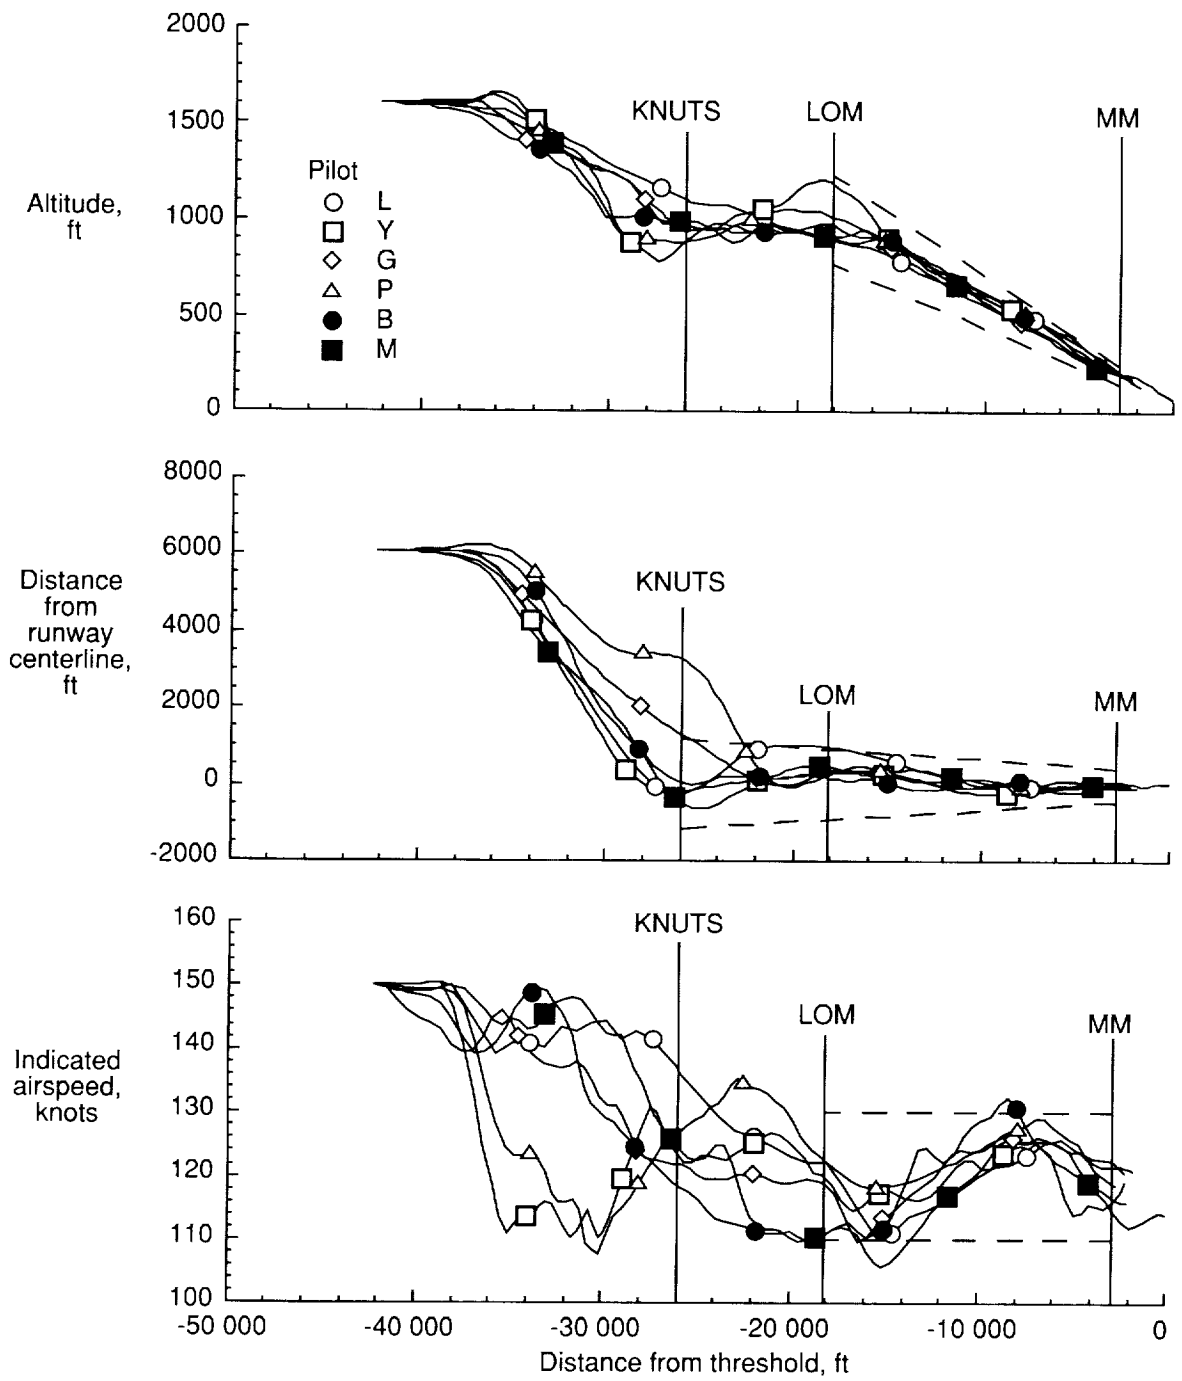 2000
1500
1000
500
0
Altitude,
ft
KNUTS
LOM
MM
Pilot
L
Y
G
P
B
M
8000
6000
4000
2000
0
-2000
Distance
from
runway
centerline,
ft
KNUTS
LOM
MM
160
150
140
130
120
110
100
Indicated
airspeed,
knots
KNUTS
LOM
MM
-50 000 -40 000 -30 000 -20 000 -10 000 0
Distance from threshold, ft